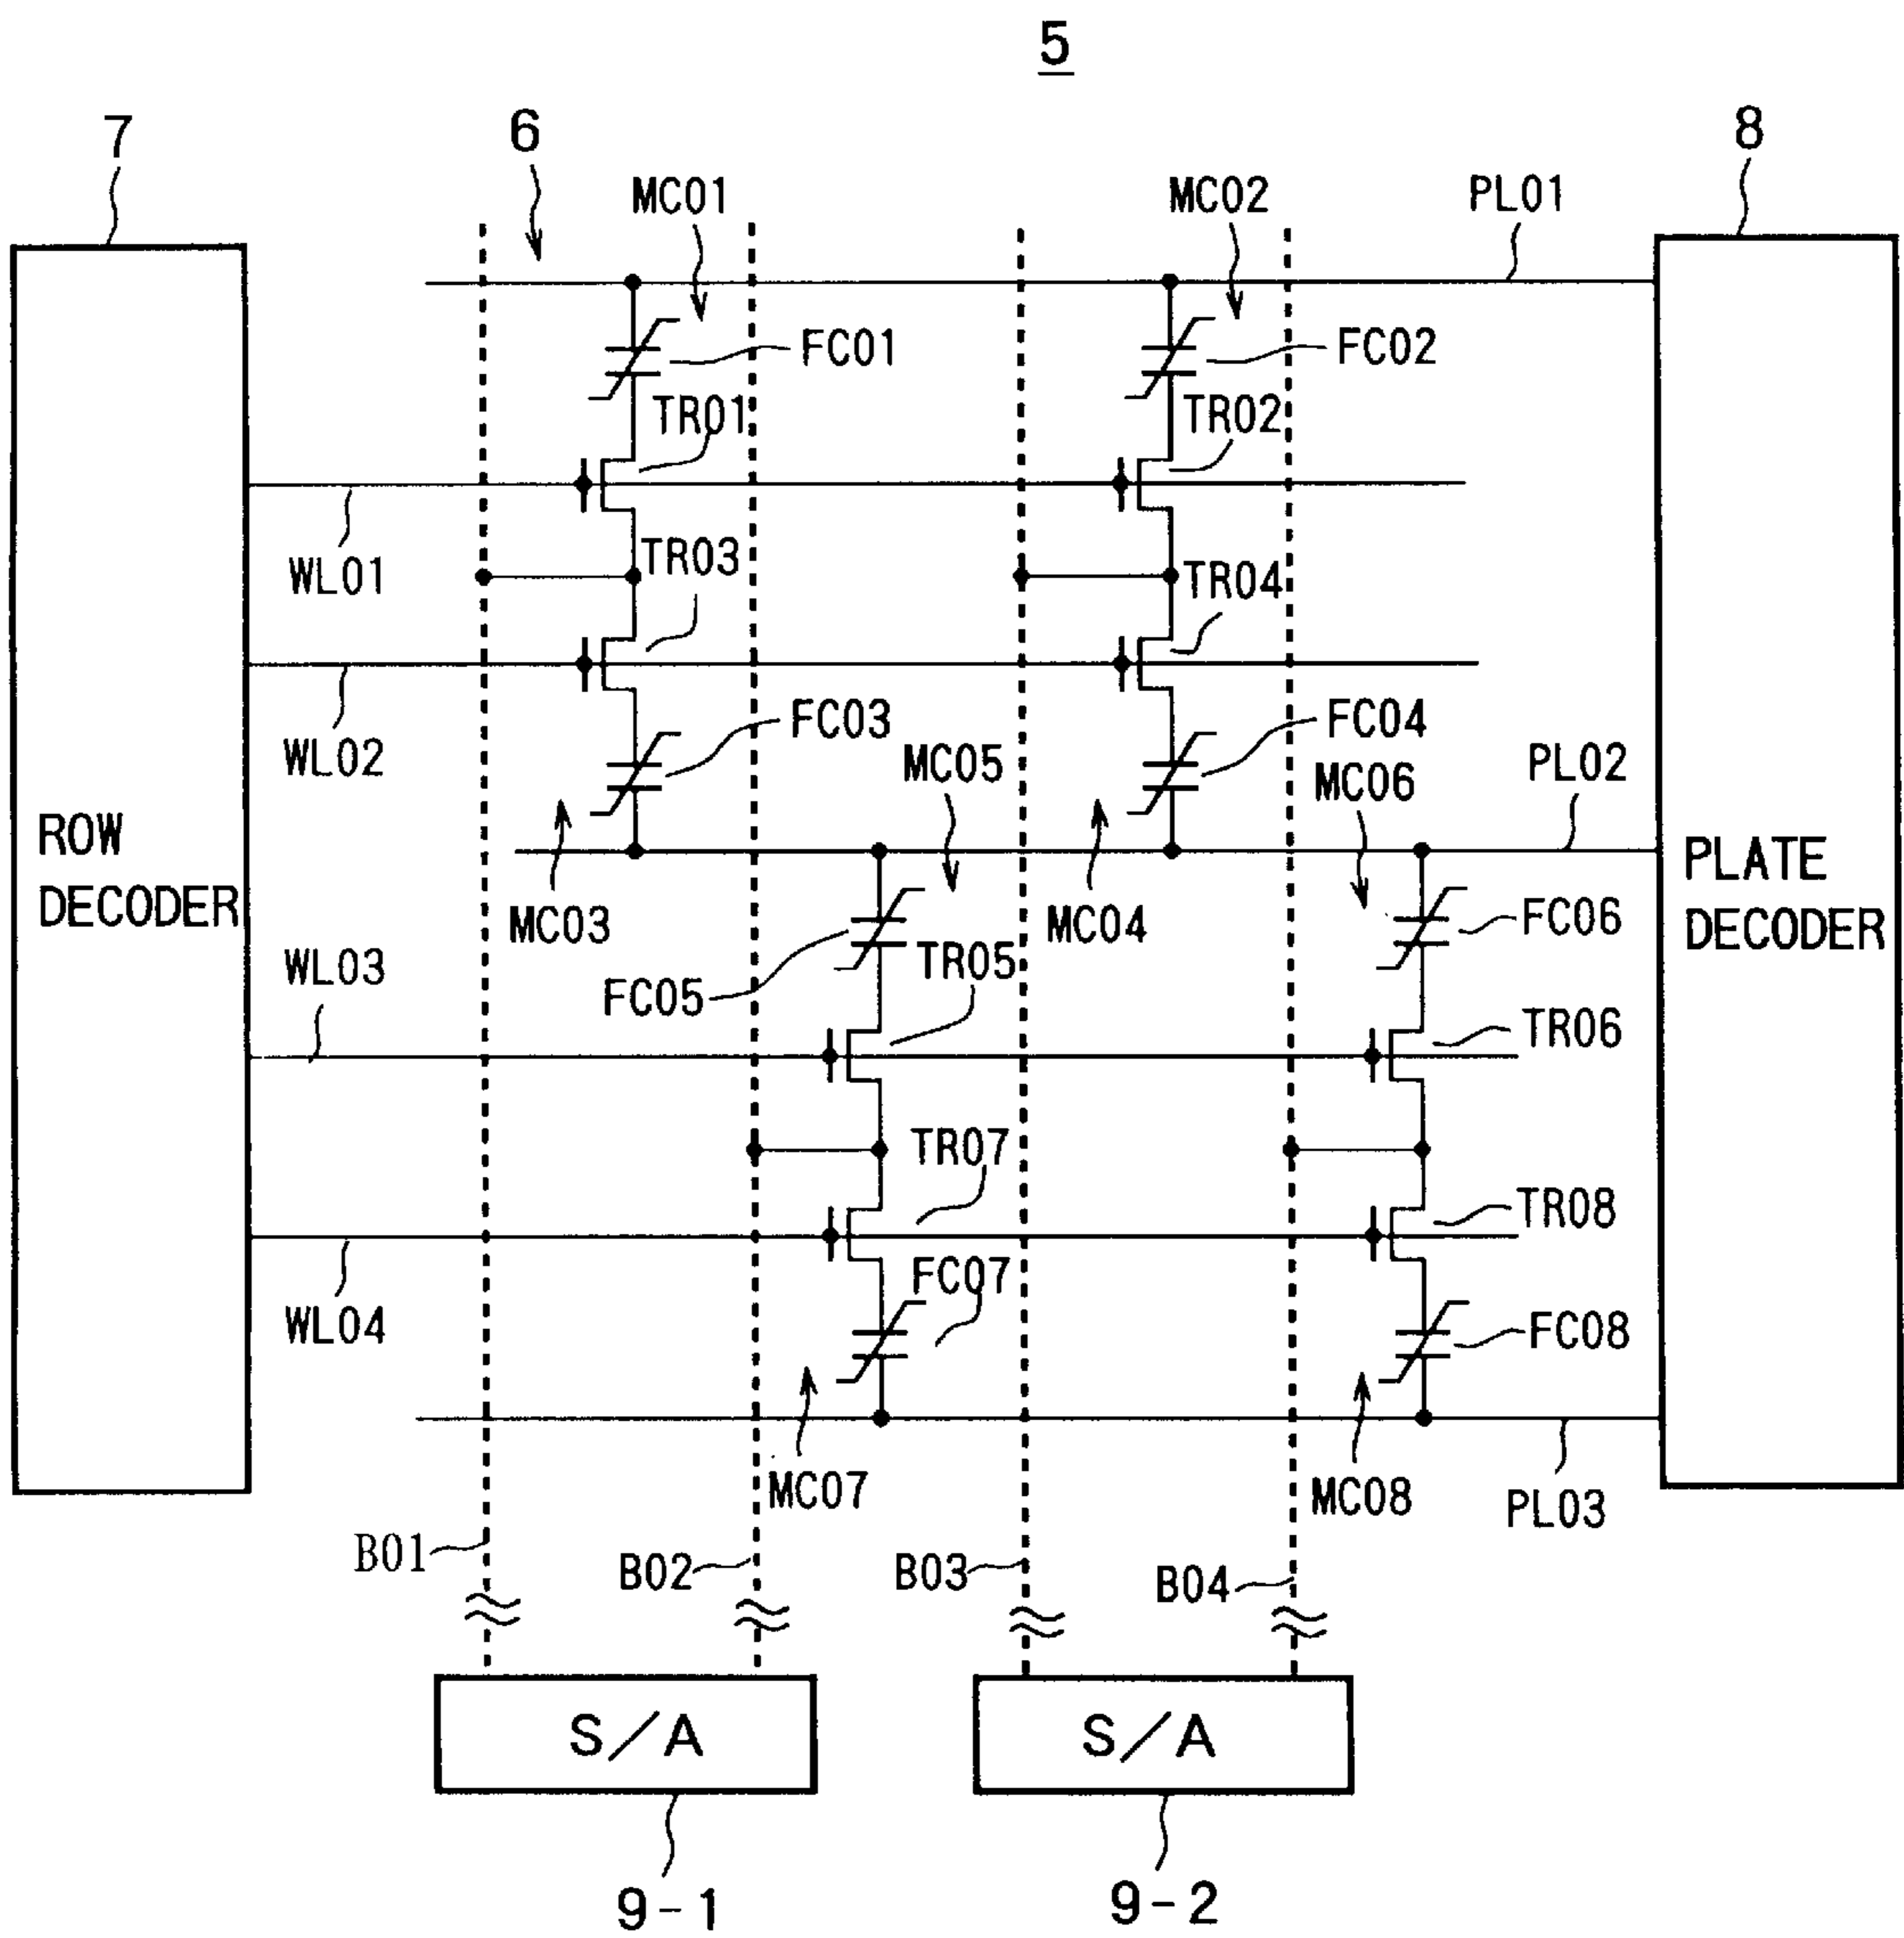 5
7
6
8
MC01
MC02
PL01
FC01
FC02
TR01
TR02
WL01
TR03
TR04
WL02
FC03
FC04
MC05
MC06
PL02
ROW
DECODER
PLATE
DECODER
MC03
MC04
FC06
WL03
FC05
TR05
TR06
TR07
TR08
WL04
FC07
FC08
MC07
MC08
PL03
B01
B02
B03
B04
S/A
S/A
9-1
9-2